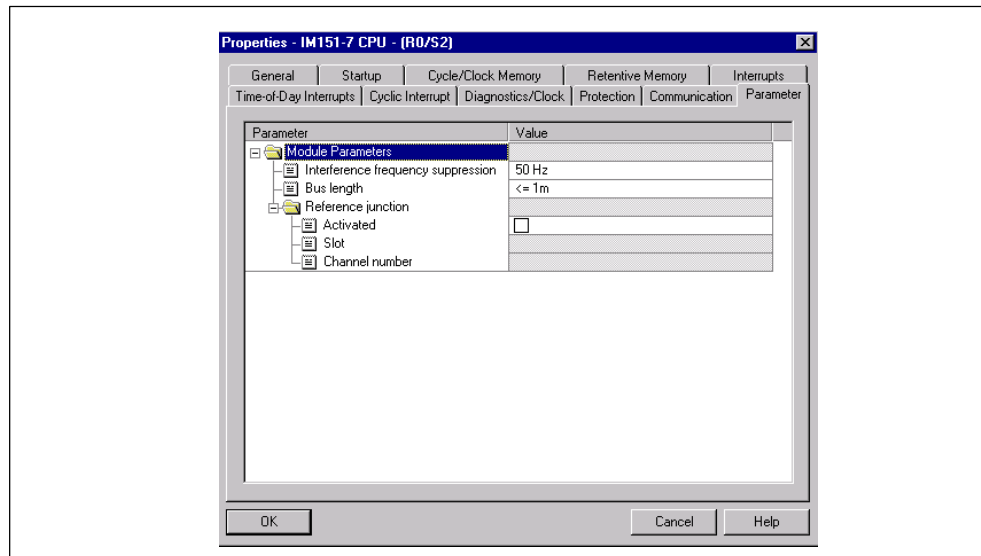 Properties - IM151-7 CPU - (R0/S2)
General Startup Cycle/Clock Memory Retentive Memory Interrupts
Time-of-Day Interrupts Cyclic Interrupt Diagnostics/Clock Protection Communication Parameter
Parameter Value
Module Parameters
Interference frequency suppression 50 Hz
Bus length <= 1m
Reference junction
Activated
Slot
Channel number
OK Cancel Help